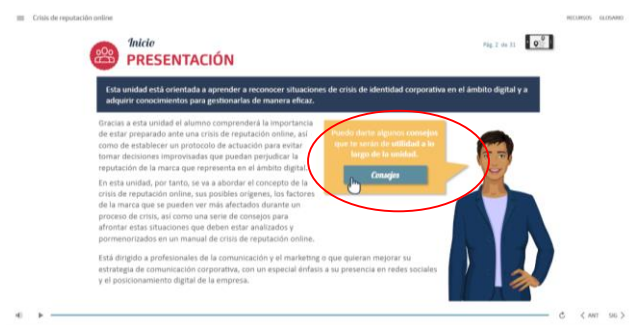 Crisis de reputación online
RECURSOS GLOSARIO
Inicio
PRESENTACIÓN
Pág 2 de 31
Esta unidad está orientada a aprender a reconocer situaciones de crisis de identidad corporativa en el ámbito digital y a
adquirir conocimientos para gestionarlas de manera eficaz.
Gracias a esta unidad el alumno comprenderá la importancia
de estar preparado ante una crisis de reputación online, así
como de establecer un protocolo de actuación para evitar
tomar decisiones improvisadas que puedan perjudicar la
reputación de la marca que representa en el ámbito digital.
En esta unidad, por tanto, se va a abordar el concepto de la
crisis de reputación online, sus posibles orígenes, los factores
de la marca que se pueden ver más afectados durante un
proceso de crisis, así como una serie de consejos para
afrontar estas situaciones que deben estar analizados y
pormenorizados en un manual de crisis de reputación online.
Puedo darte algunos consejos
que te serán de utilidad a lo
largo de la unidad.
Consejos
Está dirigido a profesionales de la comunicación y el marketing o que quieran mejorar su
estrategia de comunicación corporativa, con un especial énfasis a su presencia en redes sociales
y el posicionamiento digital de la empresa.
ANT SIG